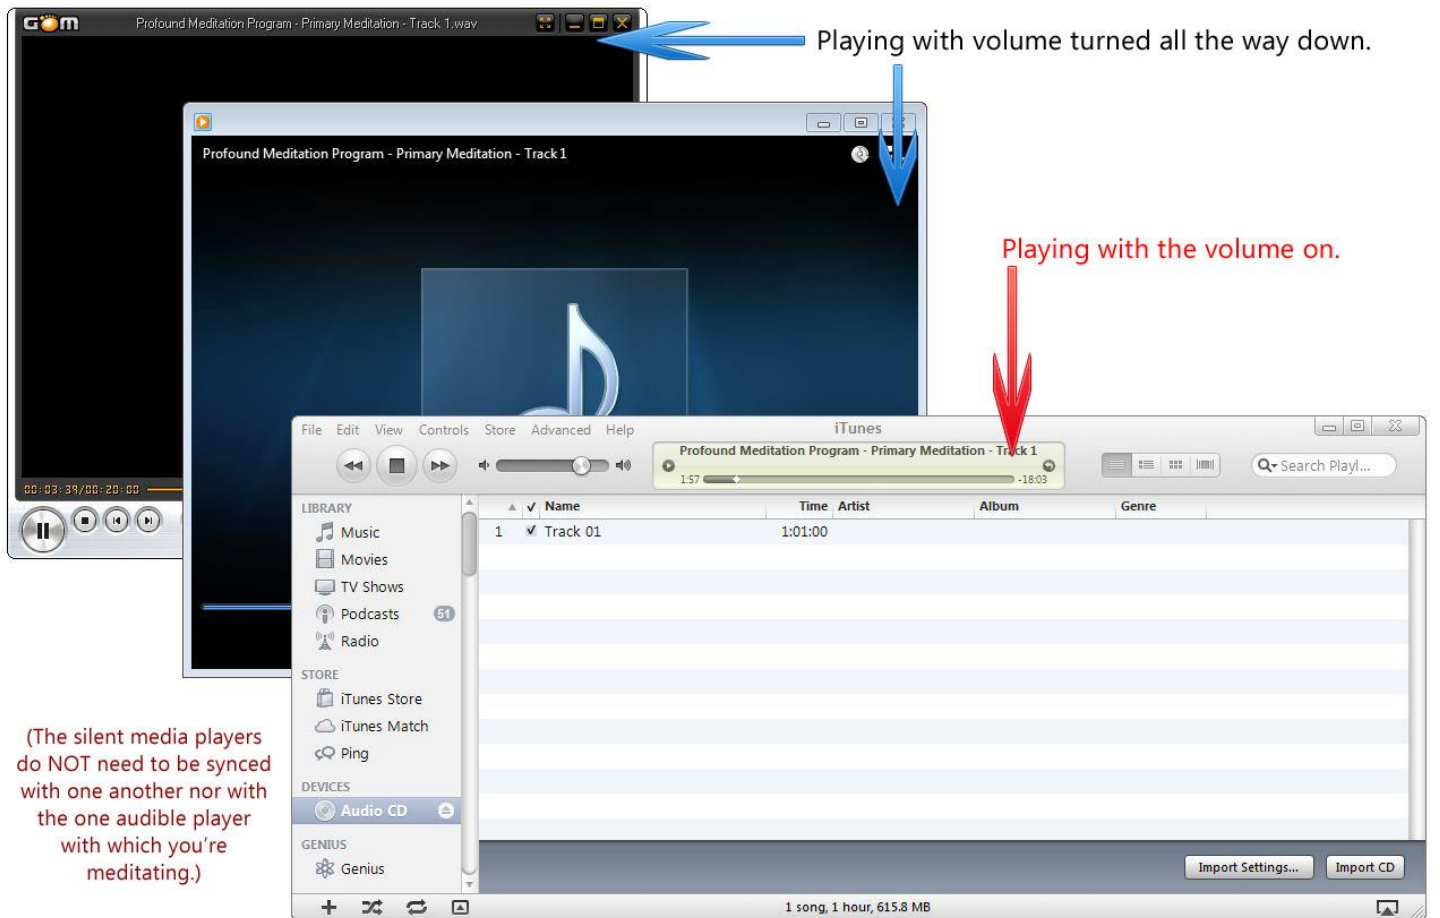 GOM
Profound Meditation Program - Primary Meditation - Track 1.wav
Playing with volume turned all the way down.
Profound Meditation Program - Primary Meditation - Track 1
Playing with the volume on.
File Edit View Controls Store Advanced Help
iTunes
Profound Meditation Program - Primary Meditation - Track 1
1:57
-18:03
Search Playl...
00:03:39/00:20:00
LIBRARY
Music
Movies
TV Shows
Podcasts 51
Radio
STORE
iTunes Store
iTunes Match
Ping
DEVICES
Audio CD
GENIUS
Genius
Name Time Artist Album Genre
1 Track 01 1:01:00
(The silent media players
do NOT need to be synced
with one another nor with
the one audible player
with which you're
meditating.)
Import Settings... Import CD
1 song, 1 hour, 615.8 MB